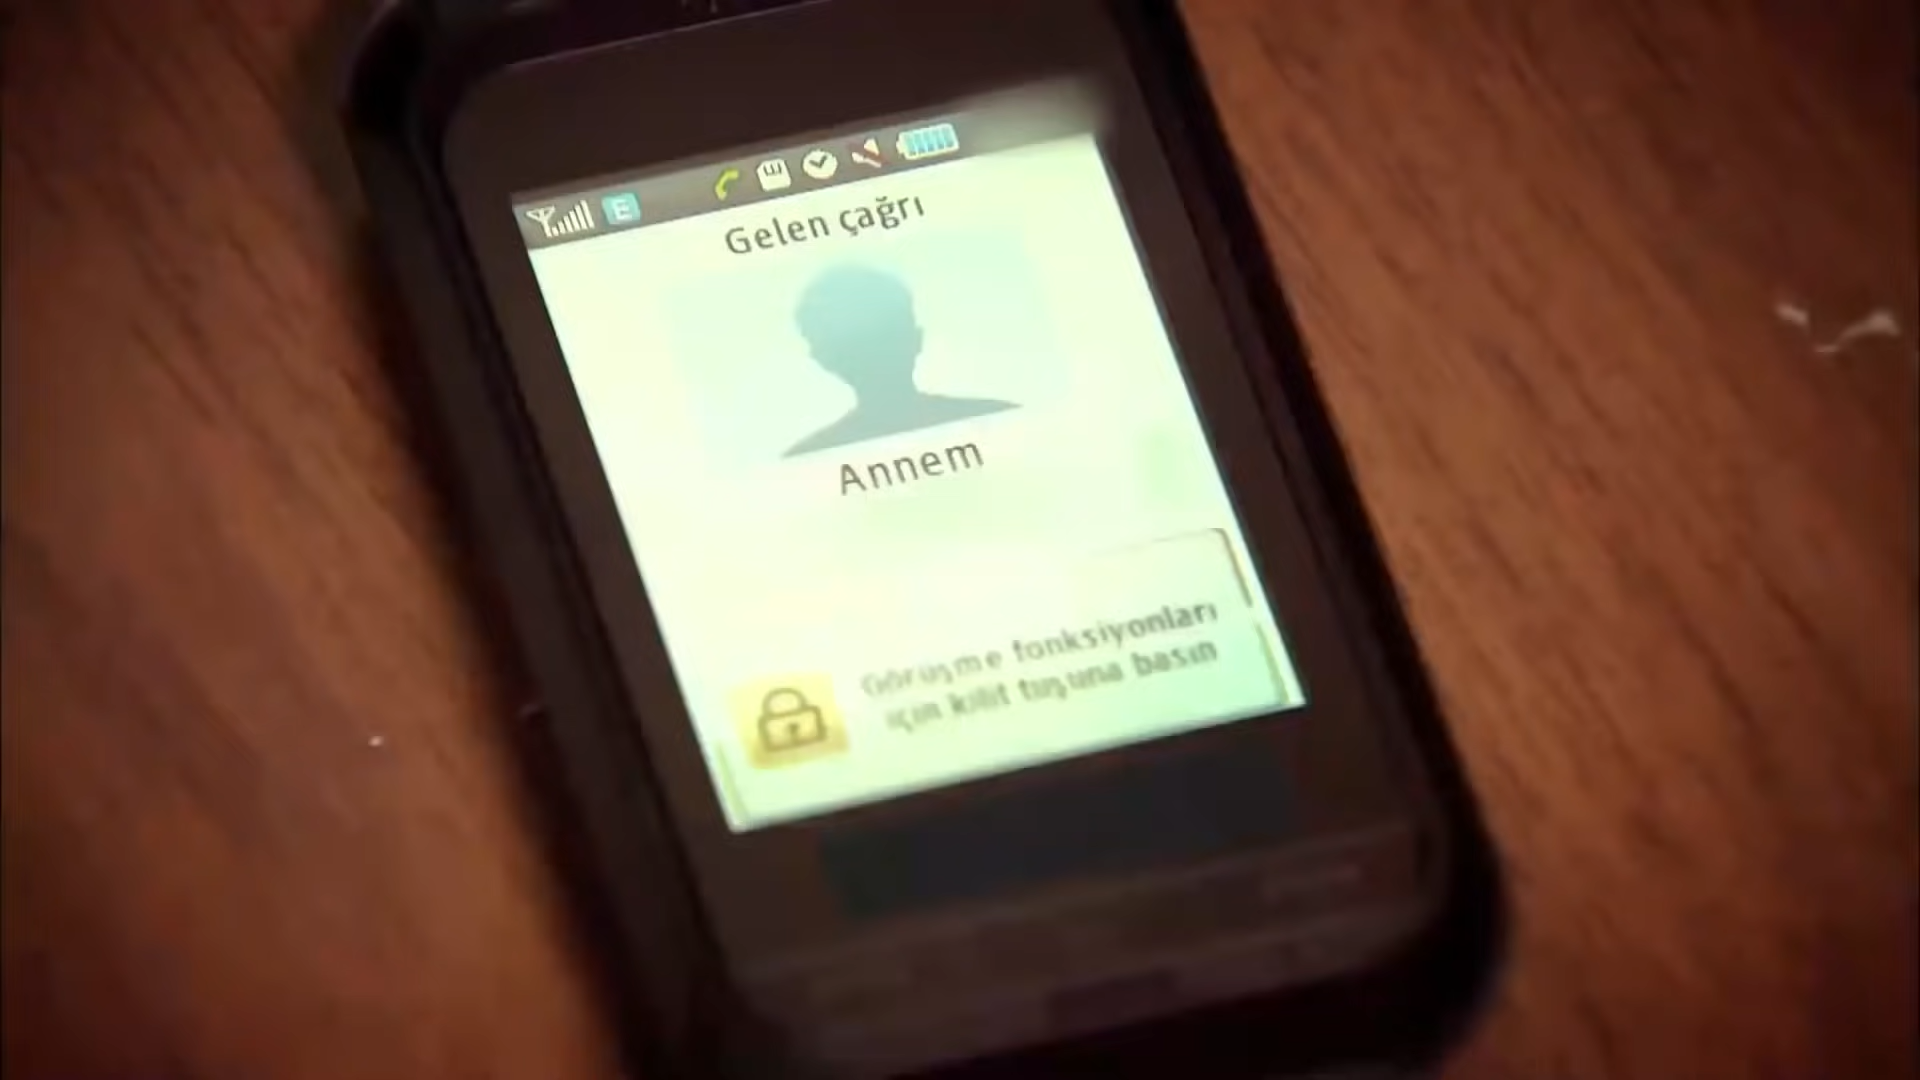 E
Gelen çağrı
Annem
Görüşme fonksiyonları
için kilit tuşuna basın